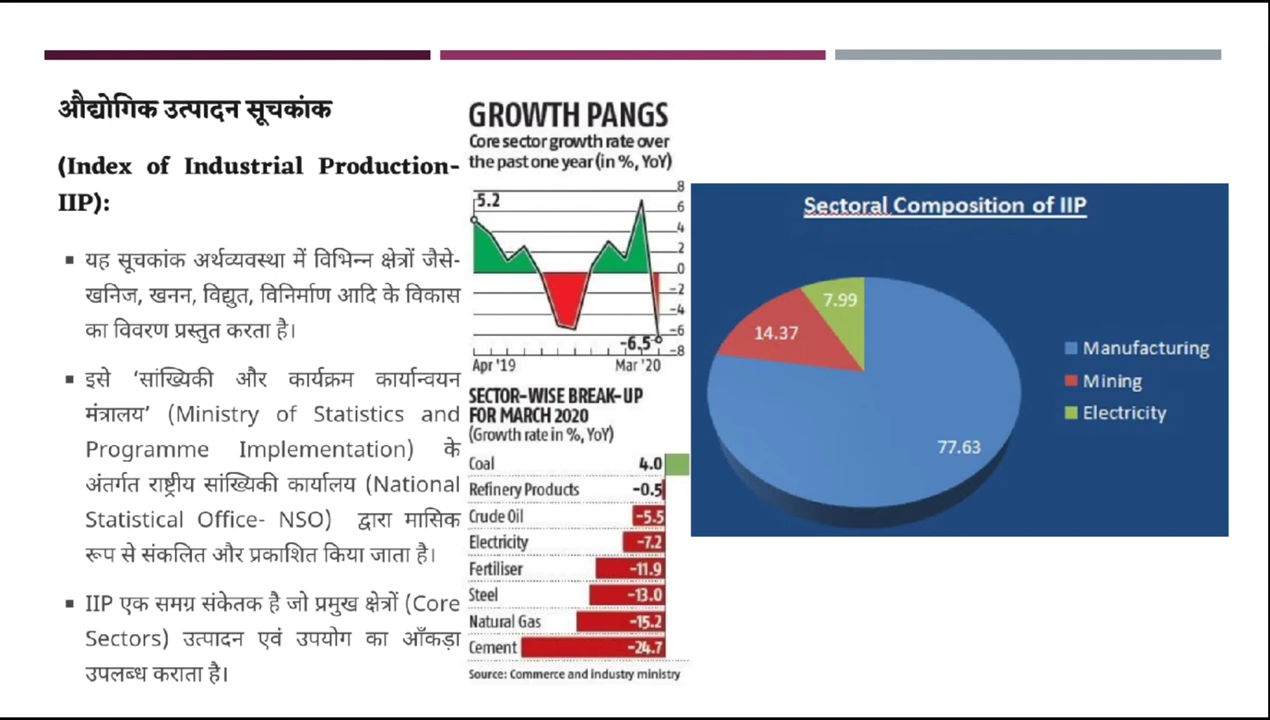 औद्योगिक उत्पादन सूचकांक
(Index of Industrial Production-
IIP):
▪ यह सूचकांक अर्थव्यवस्था में विभिन्न क्षेत्रों जैसे-
खनिज, खनन, विद्युत, विनिर्माण आदि के विकास
का विवरण प्रस्तुत करता है।
▪ इसे ‘सांख्यिकी और कार्यक्रम कार्यान्वयन
मंत्रालय’ (Ministry of Statistics and
Programme Implementation) के
अंतर्गत राष्ट्रीय सांख्यिकी कार्यालय (National
Statistical Office- NSO) द्वारा मासिक
रूप से संकलित और प्रकाशित किया जाता है।
▪ IIP एक समग्र संकेतक है जो प्रमुख क्षेत्रों (Core
Sectors) उत्पादन एवं उपयोग का आँकड़ा
उपलब्ध कराता है।
GROWTH PANGS
Core sector growth rate over
the past one year (in %, YoY)
8
5.2
6
4
2
0
-2
-4
-6
-6.5
-8
Apr '19 Mar '20
SECTOR-WISE BREAK-UP
FOR MARCH 2020
(Growth rate in %, YoY)
Coal 4.0
Refinery Products -0.5
Crude Oil -5.5
Electricity -7.2
Fertiliser -11.9
Steel -13.0
Natural Gas -15.2
Cement -24.7
Source: Commerce and industry ministry
Sectoral Composition of IIP
7.99
14.37
77.63
Manufacturing
Mining
Electricity